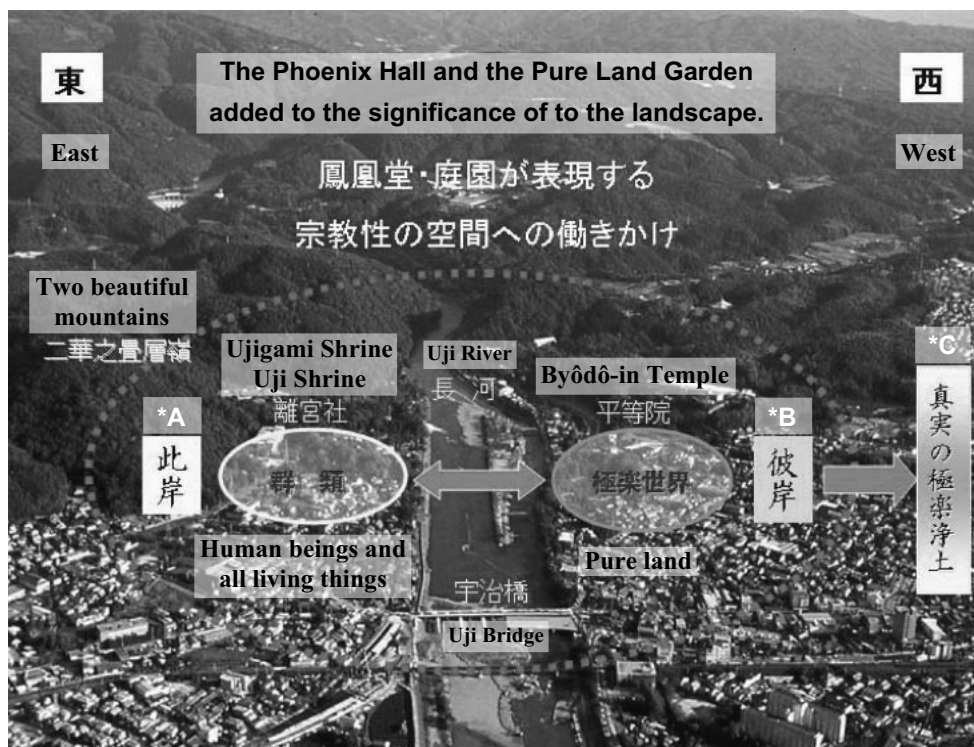 東
西
The Phoenix Hall and the Pure Land Garden
added to the significance of to the landscape.
East
West
鳳凰堂・庭園が表現する
宗教性の空間への働きかけ
Two beautiful
mountains
二華之畳層嶺
Ujigami Shrine
Uji Shrine
離宮社
Uji River
長河
Byôdô-in Temple
平等院
*C
*A
*B
此岸
群類
極楽世界
彼岸
真実の極楽浄土
Human beings and
all living things
Pure land
宇治橋
Uji Bridge